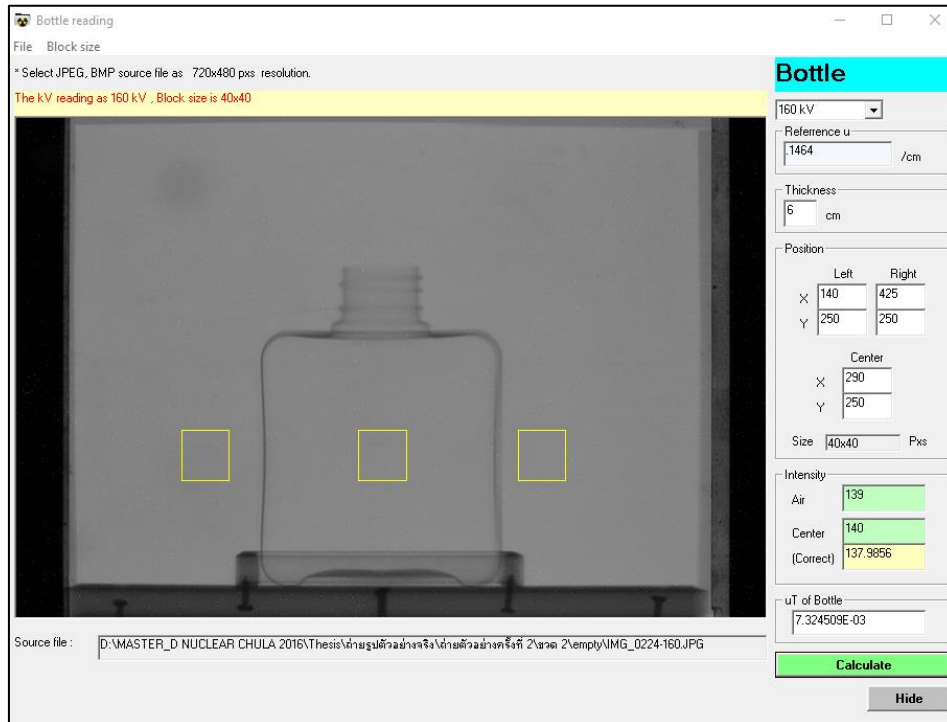 Bottle reading
File Block size
* Select JPEG, BMP source file as 720x480 pxs resolution.
The kV reading as 160 kV , Block size is 40x40
Bottle
160 kV
Referrence u
.1464 /cm
Thickness
6 cm
Position
Left Right
X 140 425
Y 250 250
Center
X 290
Y 250
Size 40x40 Pxs
Intensity
Air 139
Center 140
(Correct) 137.9856
uT of Bottle
7.324509E-03
Source file : D:\MASTER_D NUCLEAR CHULA 2016\Thesis\ถ่ายรูปตัวอย่างจริง\ถ่ายตัวอย่างครั้งที่ 2\ขวด 2\empty\IMG_0224-160.JPG
Calculate
Hide